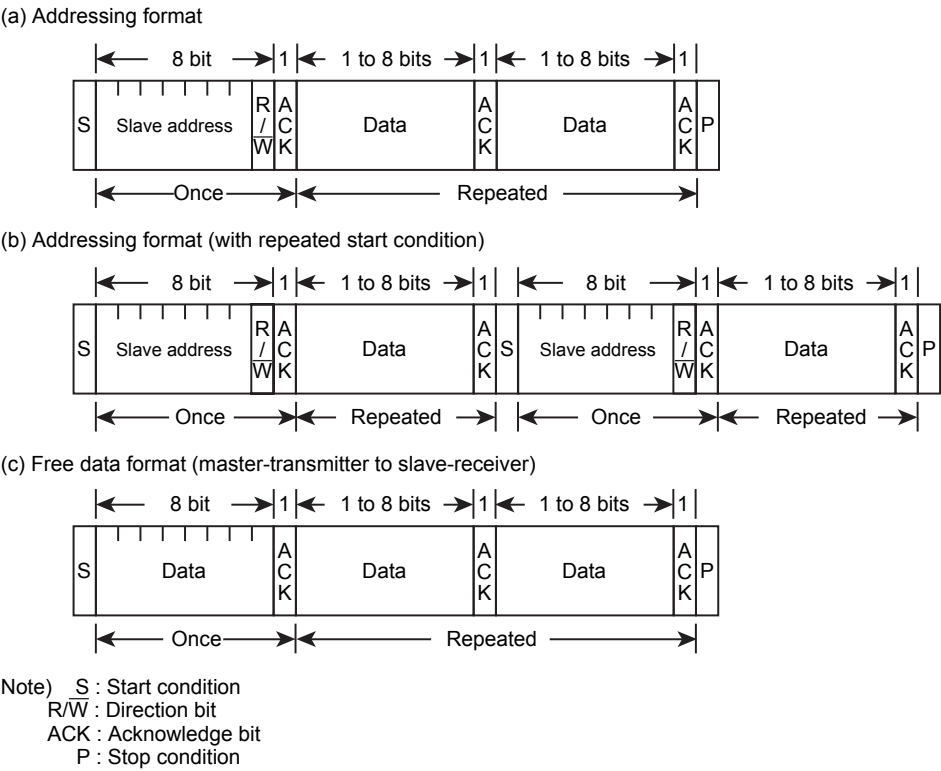 (a) Addressing format
8 bit 1 1 to 8 bits 1 1 to 8 bits 1
S Slave address R/W̅ ACK Data ACK Data ACK P
Once Repeated
(b) Addressing format (with repeated start condition)
8 bit 1 1 to 8 bits 1 8 bit 1 1 to 8 bits 1
S Slave address R/W̅ ACK Data ACK S Slave address R/W̅ ACK Data ACK P
Once Repeated Once Repeated
(c) Free data format (master-transmitter to slave-receiver)
8 bit 1 1 to 8 bits 1 1 to 8 bits 1
S Data ACK Data ACK Data ACK P
Once Repeated
Note) S : Start condition
R/W̅ : Direction bit
ACK : Acknowledge bit
P : Stop condition